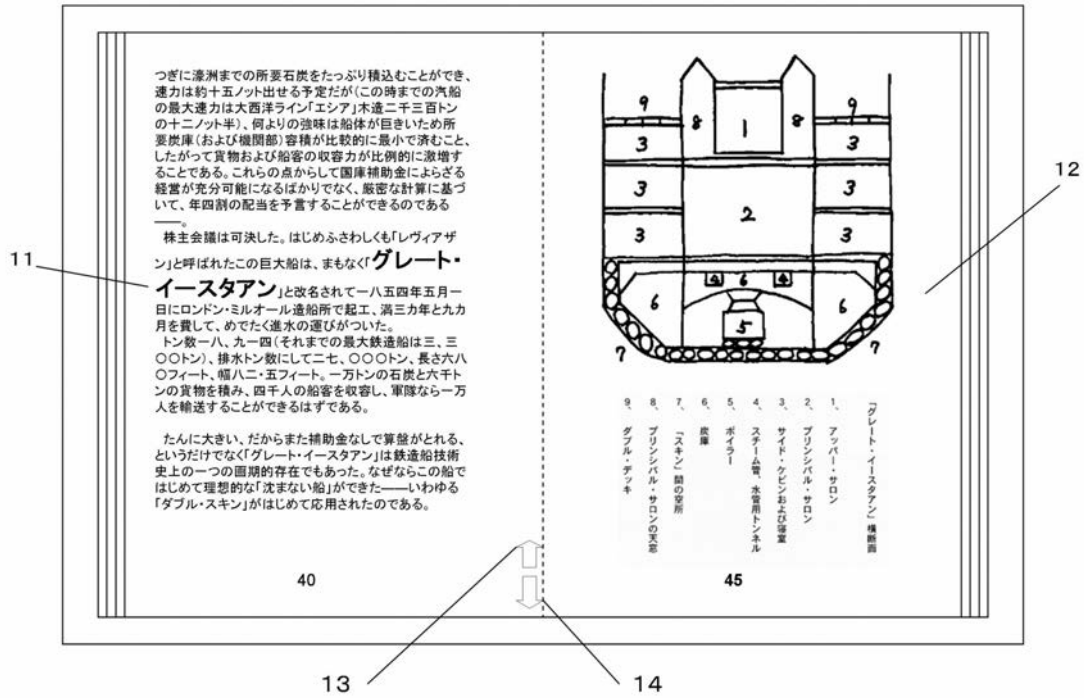 つぎに濠洲までの所要石炭をたっぷり積込むことができ、
速力は約十五ノット出せる予定だが(この時までの汽船
の最大速力は大西洋ライン「エシア」木造二千三百トン
の十二ノット半)、何よりの強味は船体が巨きいため所
要炭庫(および機関部)容積が比較的に最小で済むこと、
したがって貨物および船客の収容力が比例的に激増す
ることである。これらの点からして国庫補助金によらざる
経営が充分可能になるばかりでなく、厳密な計算に基づ
いて、年四割の配当を予言することができるのである
――。
株主会議は可決した。はじめふさわしくも「レヴィアザ
ン」と呼ばれたこの巨大船は、まもなく「グレート・
イースタアン」と改名されて一八五四年五月一
日にロンドン・ミルオール造船所で起工、満三カ年と九カ
月を費して、めでたく進水の運びがついた。
トン数一八、九一四(それまでの最大鉄造船は三、三
〇〇トン)、排水トン数にして二七、〇〇〇トン、長さ六八
〇フィート、幅八二・五フィート。一万トンの石炭と六千ト
ンの貨物を積み、四千人の船客を収容し、軍隊なら一万
人を輸送することができるはずである。
たんに大きい、だからまた補助金なしで算盤がとれる、
というだけでなく「グレート・イースタアン」は鉄造船技術
史上の一つの画期的存在でもあった。なぜならこの船で
はじめて理想的な「沈まない船」ができた――いわゆる
「ダブル・スキン」がはじめて応用されたのである。
40
9
9
8
1
8
3
3
3
2
3
3
3
4
6
4
6
6
5
7
7
「グレート・イースタアン」横断面
1、アッパー・サロン
2、プリンシパル・サロン
3、サイド・ケビンおよび寝室
4、スチーム管、水管用トンネル
5、ボイラー
6、炭庫
7、「スキン」間の空所
8、プリンシパル・サロンの天窓
9、ダブル・デッキ
45
11
12
13
14